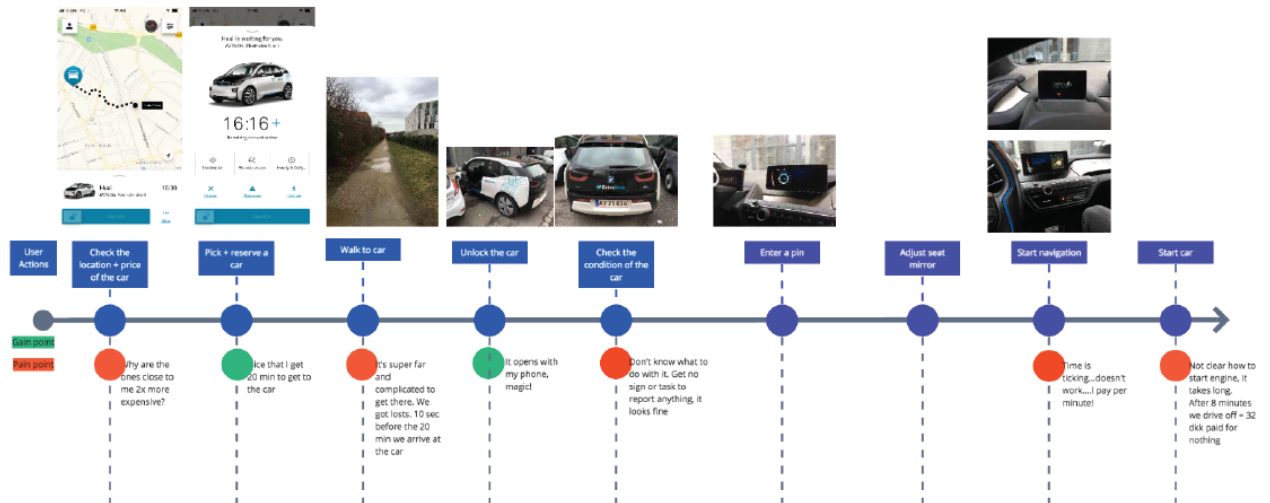 Hugi is waiting for you.
16:16 +
Hugi
User
Actions
Check the
location + price
of the car
Pick + reserve a
car
Walk to car
Unlock the car
Check the
condition of the
car
Enter a pin
Adjust seat
mirror
Start navigation
Start car
Gain point
Pain point
Why are the
ones close to
me 2x more
expensive?
Nice that I get
20 min to get to
the car
It's super far
and
complicated to
get there. We
got losts. 10 sec
before the 20
min we arrive at
the car
It opens with
my phone,
magic!
Don't know what to
do with it. Get no
sign or task to
report anything, it
looks fine
Time is
ticking...doesn't
work....I pay per
minute!
Not clear how to
start engine, it
takes long.
After 8 minutes
we drive off = 32
dkk paid for
nothing